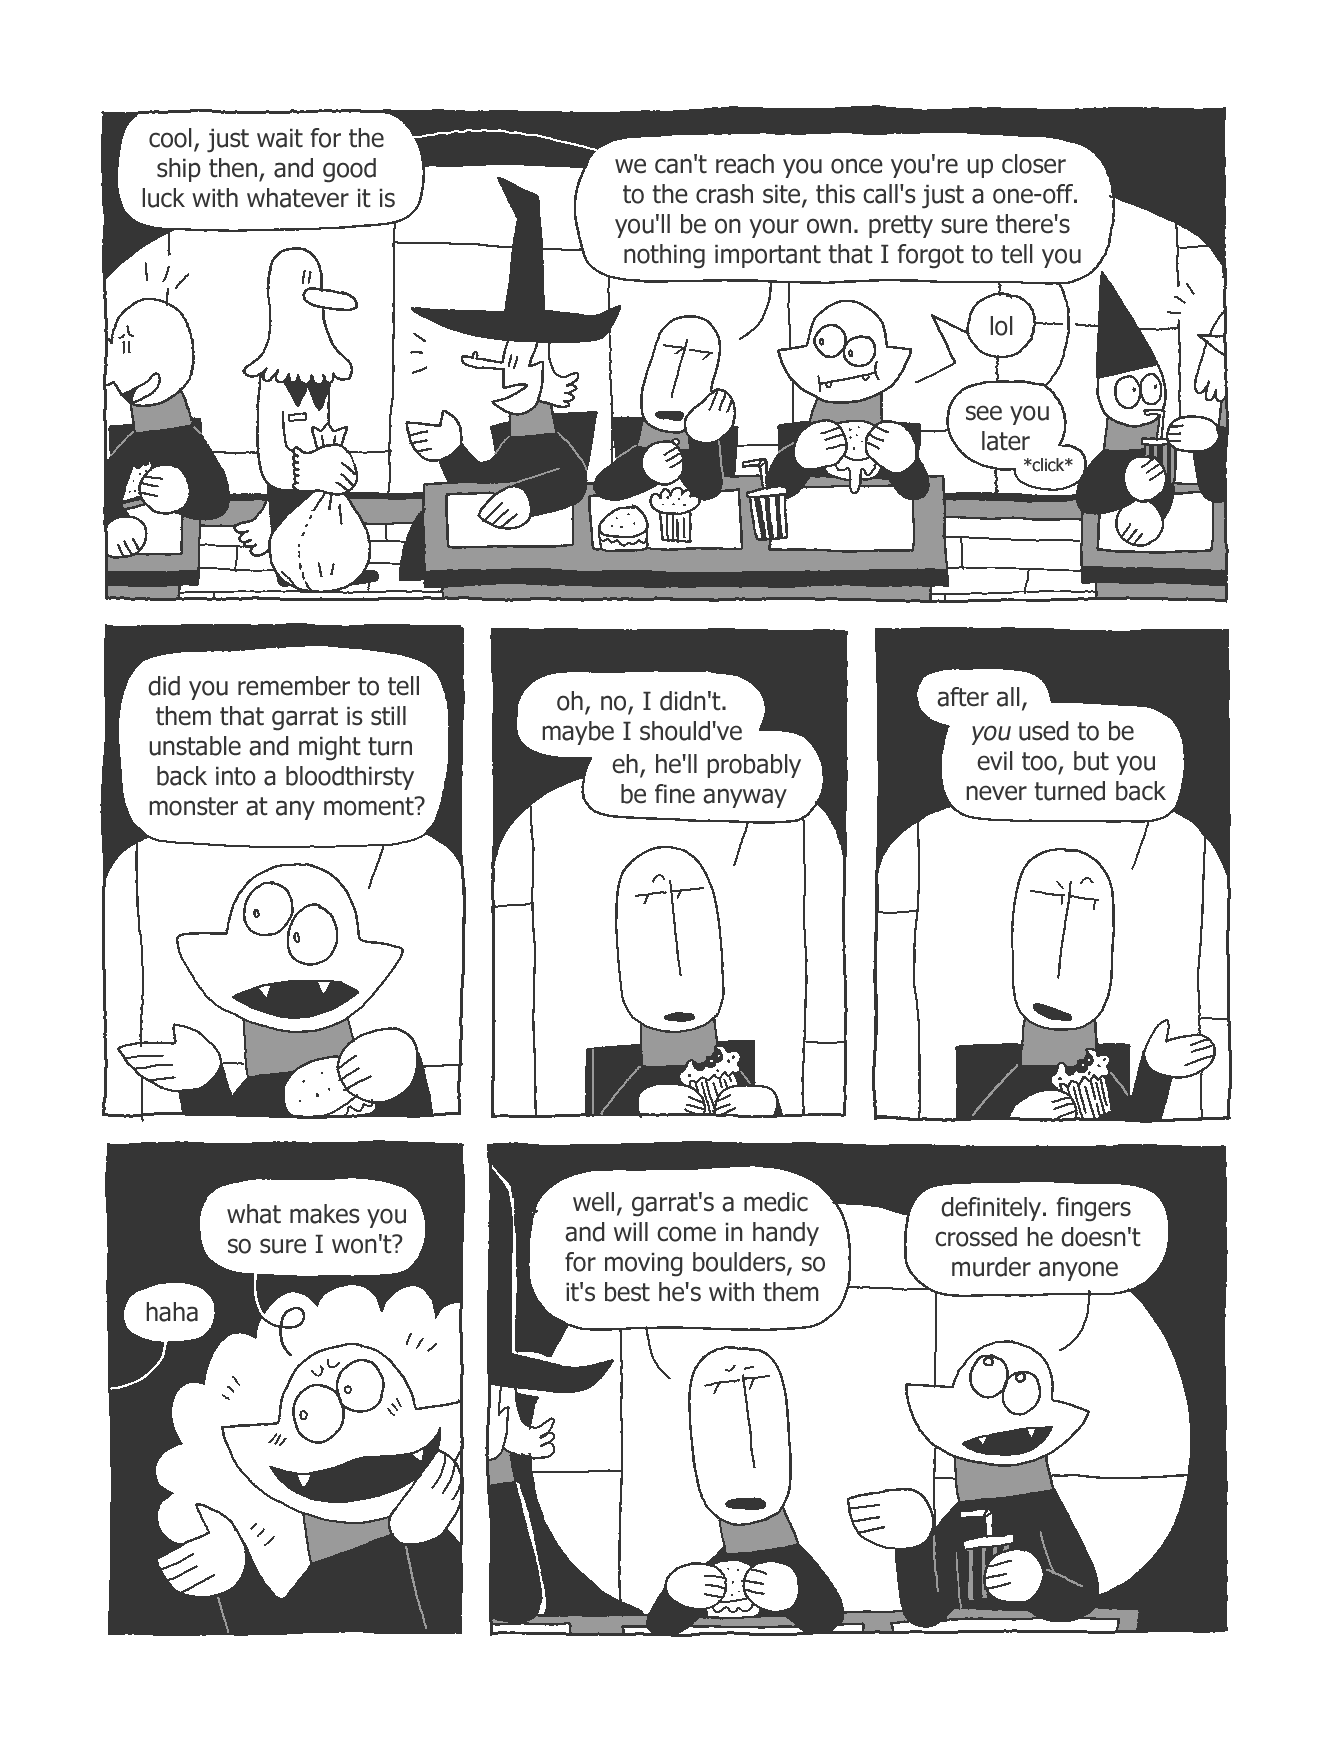 cool, just wait for the
ship then, and good
luck with whatever it is
we can't reach you once you're up closer
to the crash site, this call's just a one-off.
you'll be on your own. pretty sure there's
nothing important that I forgot to tell you
lol
see you
later
*click*
did you remember to tell
them that garrat is still
unstable and might turn
back into a bloodthirsty
monster at any moment?
oh, no, I didn't.
maybe I should've
eh, he'll probably
be fine anyway
after all,
you used to be
evil too, but you
never turned back
what makes you
so sure I won't?
haha
well, garrat's a medic
and will come in handy
for moving boulders, so
it's best he's with them
definitely. fingers
crossed he doesn't
murder anyone